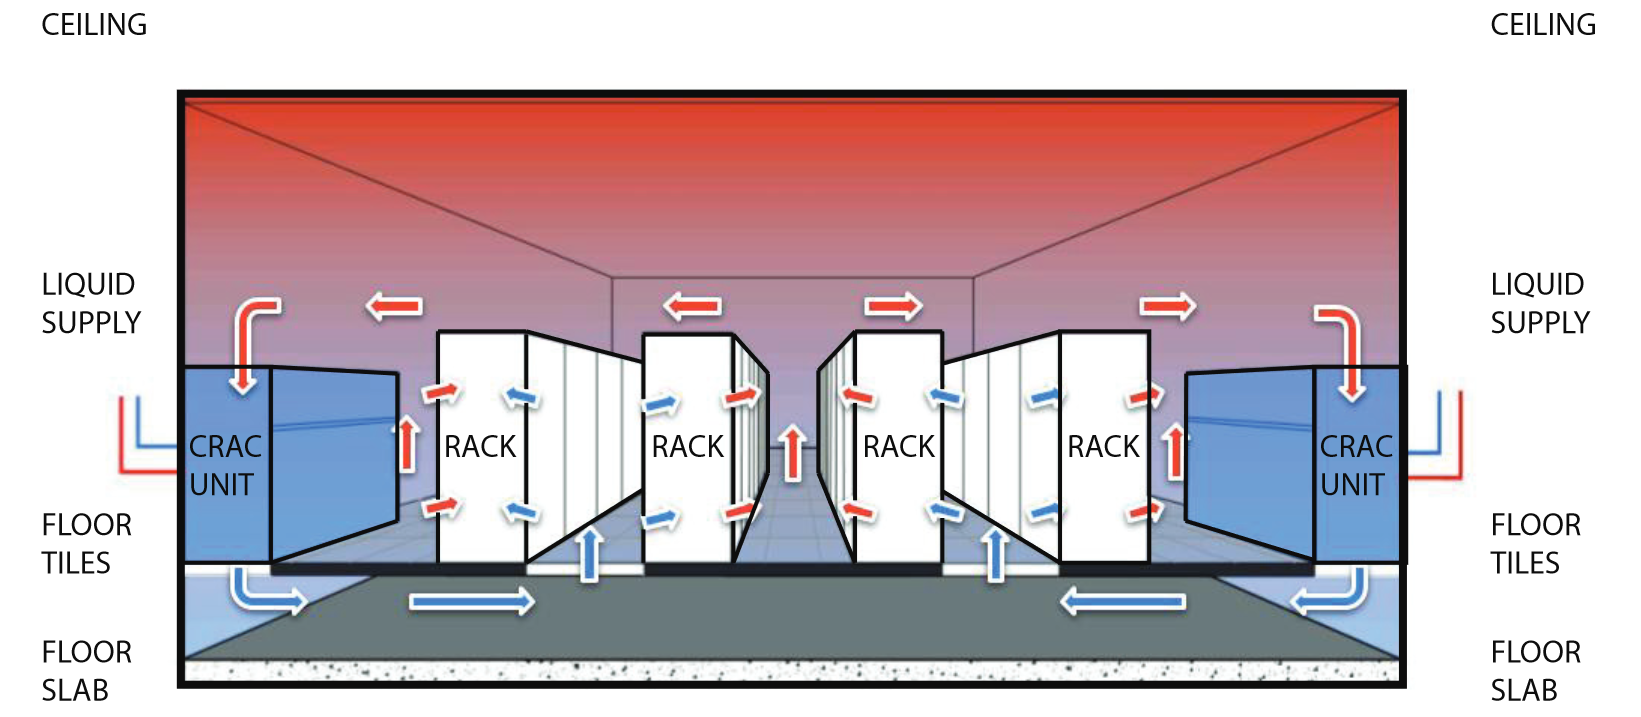 CEILING
CEILING
LIQUID
SUPPLY
LIQUID
SUPPLY
CRAC
UNIT
RACK
RACK
RACK
RACK
CRAC
UNIT
FLOOR
TILES
FLOOR
TILES
FLOOR
SLAB
FLOOR
SLAB